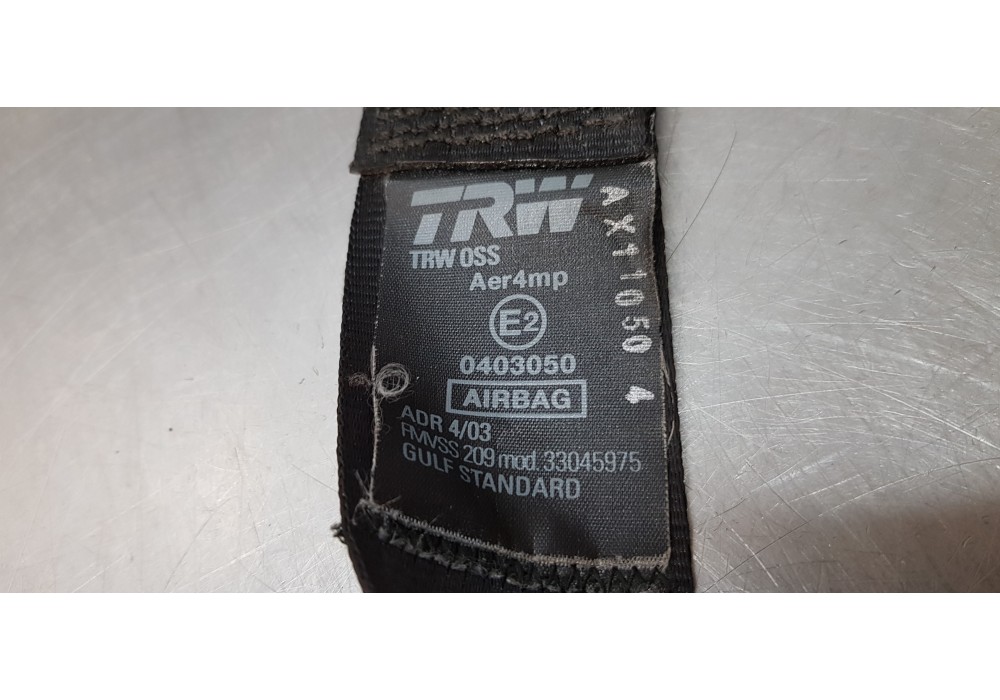 TRW
TRW OSS
Aer4mp
E2
0403050
AIRBAG
ADR 4/03
FMVSS 209 mod. 33045975
GULF STANDARD
AX11050 4